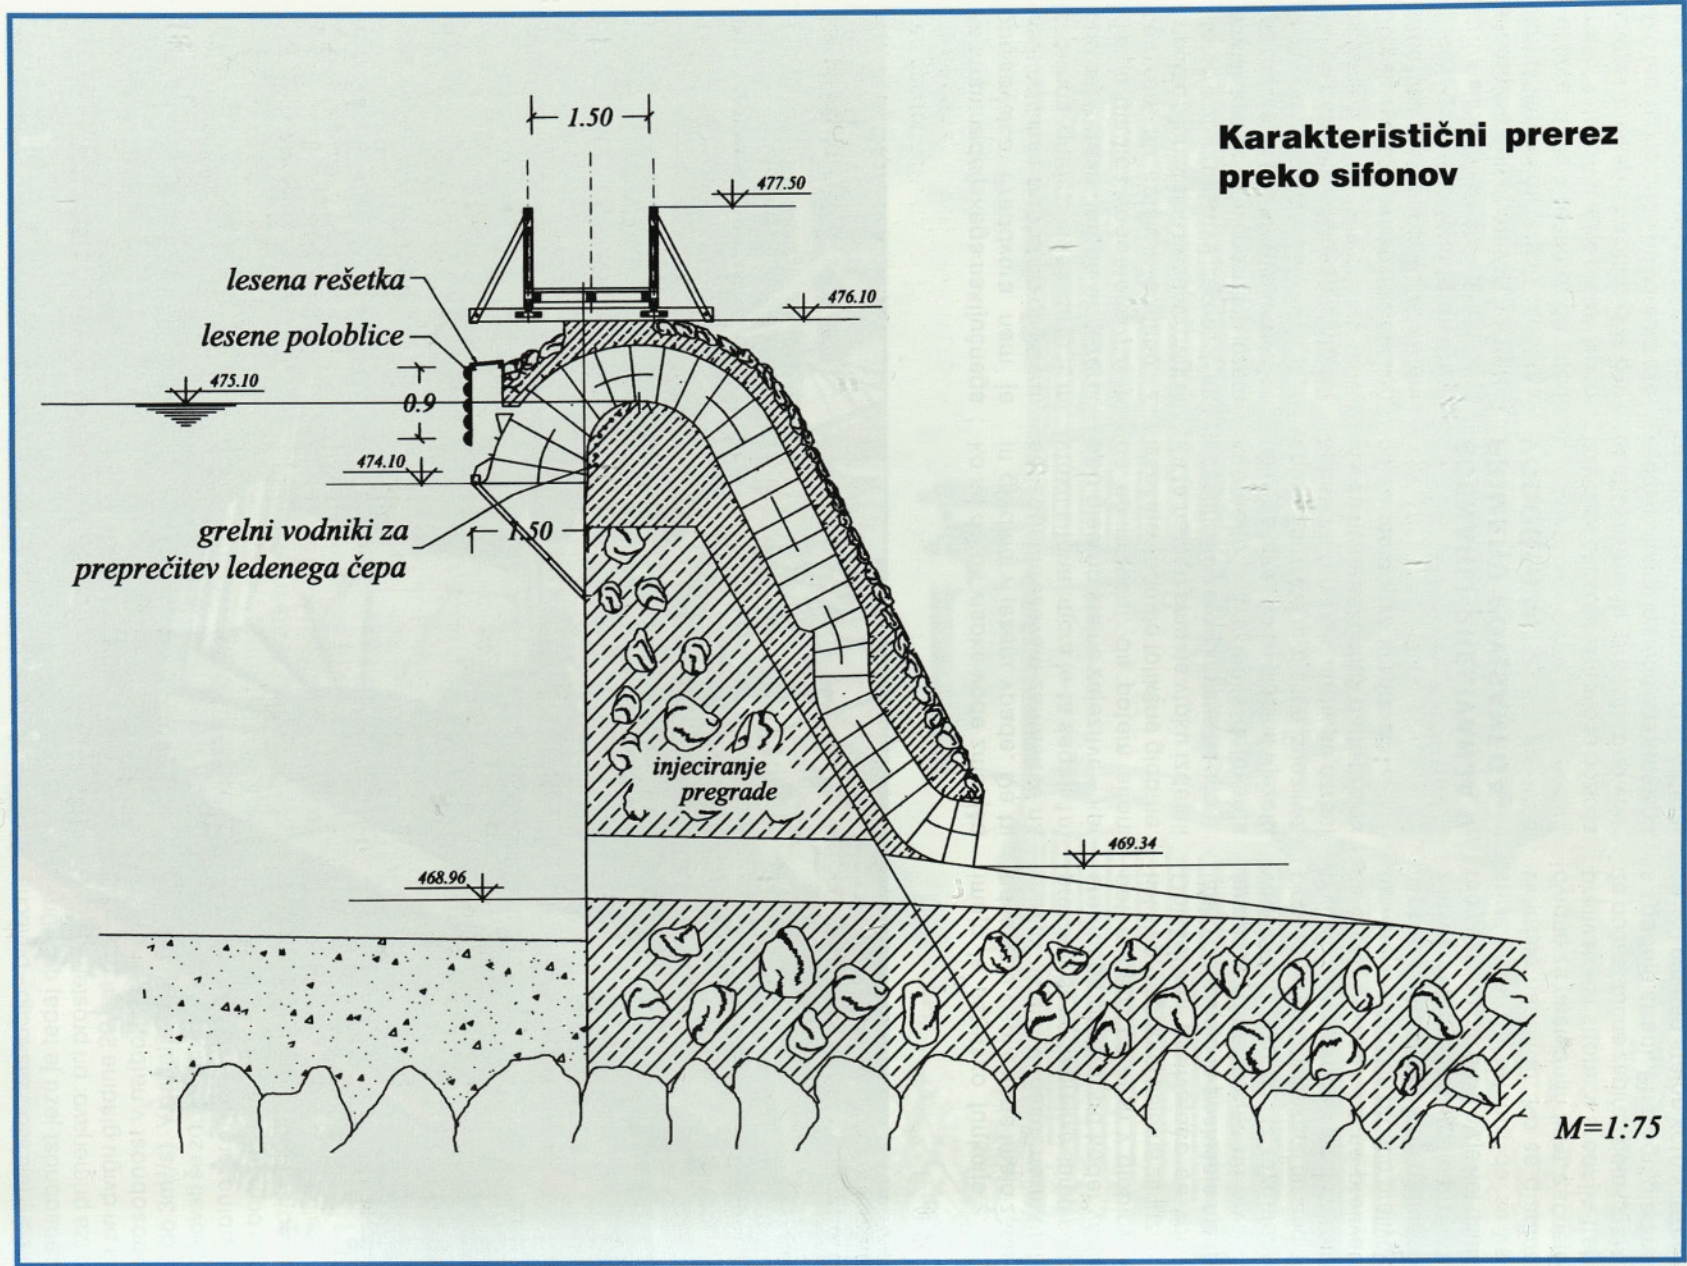 Karakteristični prerez
preko sifonov
1.50
477.50
476.10
lesena rešetka
lesene poloblice
475.10
0.9
474.10
grelni vodniki za
preprečitev ledenega čepa
1.50
injeciranje
pregrade
469.34
468.96
M=1:75